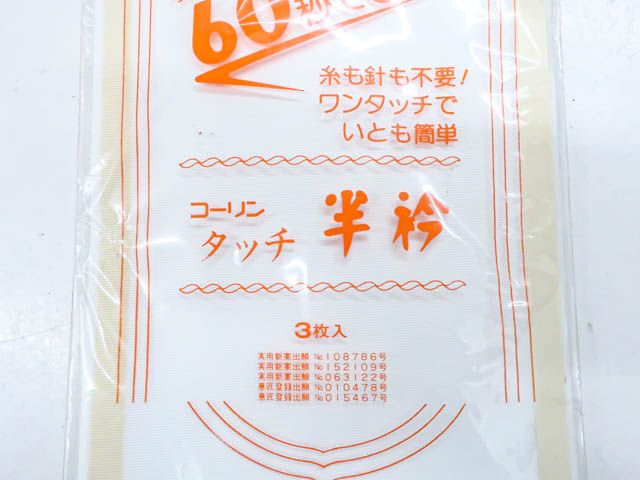 60秒で
糸も針も不要!
ワンタッチで
いとも簡単
コーリン
タッチ 半衿
3枚入
実用新案出願 No.108786号
実用新案出願 No.152109号
実用新案出願 No.063122号
意匠登録出願 No.010478号
意匠登録出願 No.015467号